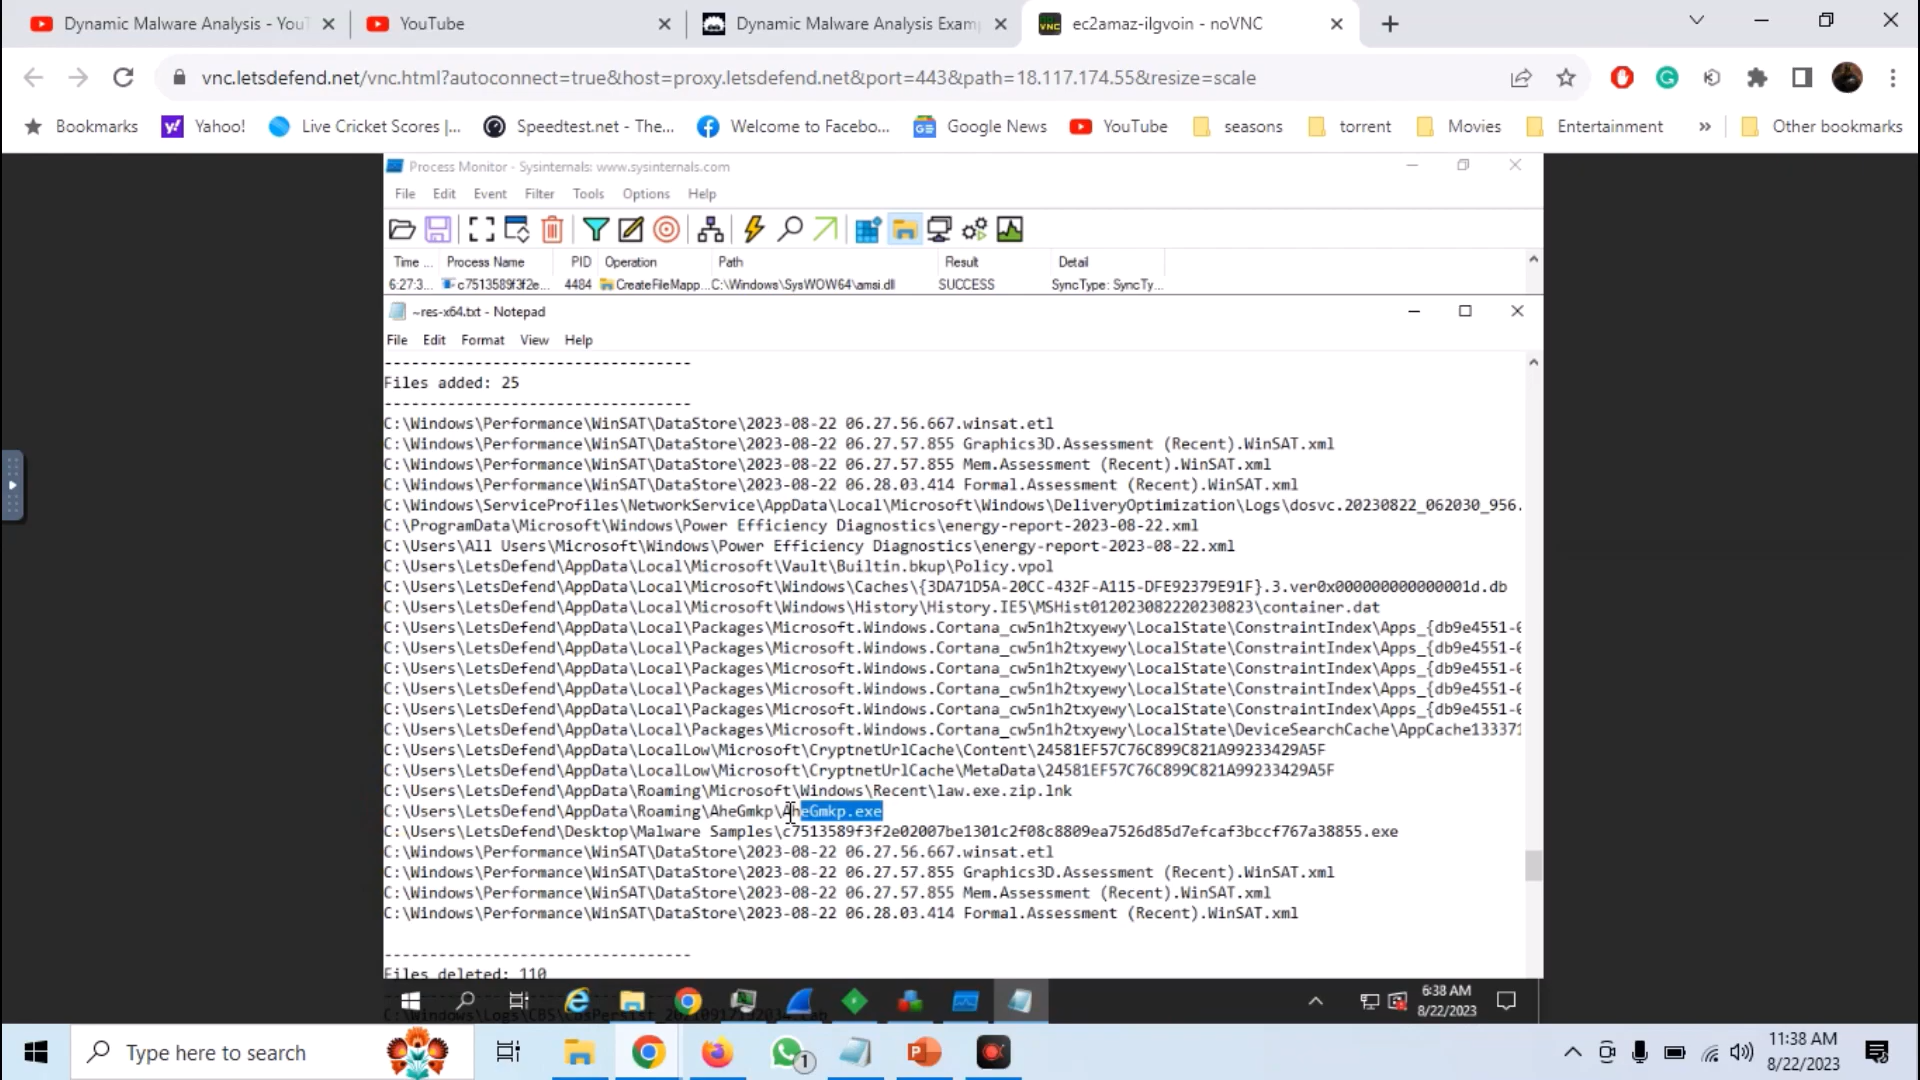 Dynamic Malware Analysis - YouT
YouTube
Dynamic Malware Analysis Exam
ec2amaz-ilgvoin - noVNC
vnc.letsdefend.net/vnc.html?autoconnect=true&host=proxy.letsdefend.net&port=443&path=18.117.174.55&resize=scale
Bookmarks
Yahoo!
Live Cricket Scores |...
Speedtest.net - The...
Welcome to Facebo...
Google News
YouTube
seasons
torrent
Movies
Entertainment
»
Other bookmarks
Process Monitor - Sysinternals: www.sysinternals.com
File Edit Event Filter Tools Options Help
Time ... Process Name PID Operation Path Result Detail
6:27:3... c7513589f3f2e... 4484 CreateFileMapp... C:\Windows\SysWOW64\amsi.dll SUCCESS SyncType: SyncTy...
~res-x64.txt - Notepad
File Edit Format View Help
----------------------------------
Files added: 25
----------------------------------
C:\Windows\Performance\WinSAT\DataStore\2023-08-22 06.27.56.667.winsat.etl
C:\Windows\Performance\WinSAT\DataStore\2023-08-22 06.27.57.855 Graphics3D.Assessment (Recent).WinSAT.xml
C:\Windows\Performance\WinSAT\DataStore\2023-08-22 06.27.57.855 Mem.Assessment (Recent).WinSAT.xml
C:\Windows\Performance\WinSAT\DataStore\2023-08-22 06.28.03.414 Formal.Assessment (Recent).WinSAT.xml
C:\Windows\ServiceProfiles\NetworkService\AppData\Local\Microsoft\Windows\DeliveryOptimization\Logs\dosvc.20230822_062030_956.
C:\ProgramData\Microsoft\Windows\Power Efficiency Diagnostics\energy-report-2023-08-22.xml
C:\Users\All Users\Microsoft\Windows\Power Efficiency Diagnostics\energy-report-2023-08-22.xml
C:\Users\LetsDefend\AppData\Local\Microsoft\Vault\Builtin.bkup\Policy.vpol
C:\Users\LetsDefend\AppData\Local\Microsoft\Windows\Caches\{3DA71D5A-20CC-432F-A115-DFE92379E91F}.3.ver0x000000000000001d.db
C:\Users\LetsDefend\AppData\Local\Microsoft\Windows\History\History.IE5\MSHist012023082220230823\container.dat
C:\Users\LetsDefend\AppData\Local\Packages\Microsoft.Windows.Cortana_cw5n1h2txyewy\LocalState\ConstraintIndex\Apps_{db9e4551-
C:\Users\LetsDefend\AppData\Local\Packages\Microsoft.Windows.Cortana_cw5n1h2txyewy\LocalState\ConstraintIndex\Apps_{db9e4551-
C:\Users\LetsDefend\AppData\Local\Packages\Microsoft.Windows.Cortana_cw5n1h2txyewy\LocalState\ConstraintIndex\Apps_{db9e4551-
C:\Users\LetsDefend\AppData\Local\Packages\Microsoft.Windows.Cortana_cw5n1h2txyewy\LocalState\ConstraintIndex\Apps_{db9e4551-
C:\Users\LetsDefend\AppData\Local\Packages\Microsoft.Windows.Cortana_cw5n1h2txyewy\LocalState\ConstraintIndex\Apps_{db9e4551-
C:\Users\LetsDefend\AppData\Local\Packages\Microsoft.Windows.Cortana_cw5n1h2txyewy\LocalState\DeviceSearchCache\AppCache133371
C:\Users\LetsDefend\AppData\LocalLow\Microsoft\CryptnetUrlCache\Content\24581EF57C76C899C821A99233429A5F
C:\Users\LetsDefend\AppData\LocalLow\Microsoft\CryptnetUrlCache\MetaData\24581EF57C76C899C821A99233429A5F
C:\Users\LetsDefend\AppData\Roaming\Microsoft\Windows\Recent\law.exe.zip.lnk
C:\Users\LetsDefend\AppData\Roaming\AheGmkp\AheGmkp.exe
C:\Users\LetsDefend\Desktop\Malware Samples\c7513589f3f2e02007be1301c2f08c8809ea7526d85d7efcaf3bccf767a38855.exe
C:\Windows\Performance\WinSAT\DataStore\2023-08-22 06.27.56.667.winsat.etl
C:\Windows\Performance\WinSAT\DataStore\2023-08-22 06.27.57.855 Graphics3D.Assessment (Recent).WinSAT.xml
C:\Windows\Performance\WinSAT\DataStore\2023-08-22 06.27.57.855 Mem.Assessment (Recent).WinSAT.xml
C:\Windows\Performance\WinSAT\DataStore\2023-08-22 06.28.03.414 Formal.Assessment (Recent).WinSAT.xml
----------------------------------
Files deleted: 110
6:38 AM
8/22/2023
Type here to search
1
11:38 AM
8/22/2023